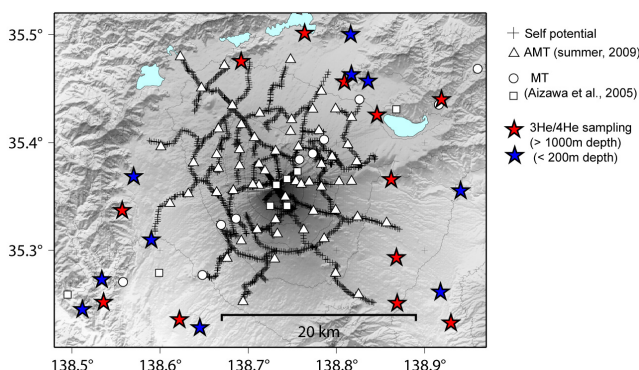 35.5°
35.4°
35.3°
138.5°
138.6°
138.7°
138.8°
138.9°
20 km
Self potential
AMT (summer, 2009)
MT
(Aizawa et al., 2005)
3He/4He sampling
(> 1000m depth)
(< 200m depth)